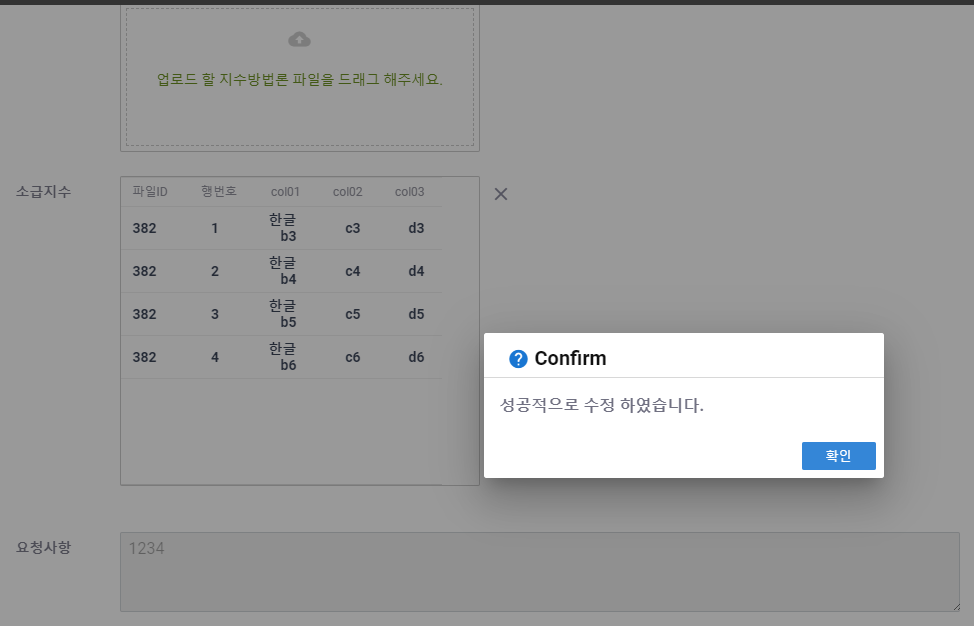 업로드 할 지수방법론 파일을 드래그 해주세요.
소급지수
파일ID 행번호 col01 col02 col03
382 1 한글 b3 c3 d3
382 2 한글 b4 c4 d4
382 3 한글 b5 c5 d5
382 4 한글 b6 c6 d6
Confirm
성공적으로 수정 하였습니다.
확인
요청사항
1234